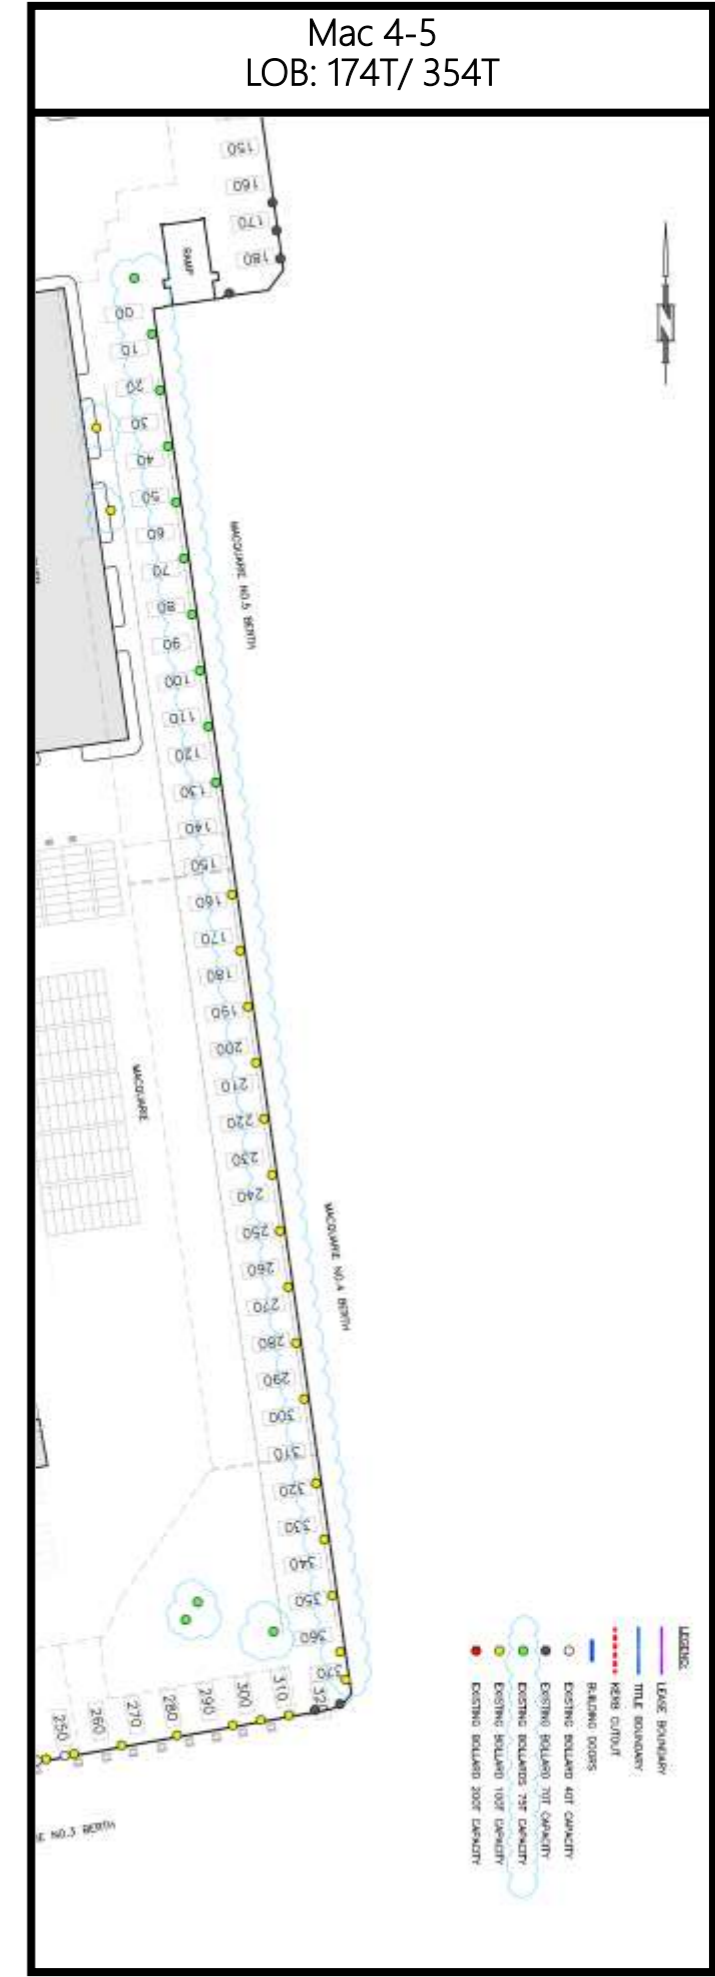 Mac 4-5
LOB: 174T/ 354T
150
160
170
180
RAMP
00
10
20
30
40
50
60
70
80
90
100
110
120
130
140
150
160
170
180
190
200
210
220
230
240
250
260
270
280
290
300
310
320
330
340
350
360
370
MACQUARIE NO.5 BERTH
MACQUARIE
MACQUARIE NO.4 BERTH
250
260
270
280
290
300
310
NO.3 BERTH
N
LEGEND:
LEASE BOUNDARY
TITLE BOUNDARY
KERB CUTOUT
BUILDING DOORS
EXISTING BOLLARD 40T CAPACITY
EXISTING BOLLARD 70T CAPACITY
EXISTING BOLLARDS 75T CAPACITY
EXISTING BOLLARD 100T CAPACITY
EXISTING BOLLARD 200T CAPACITY